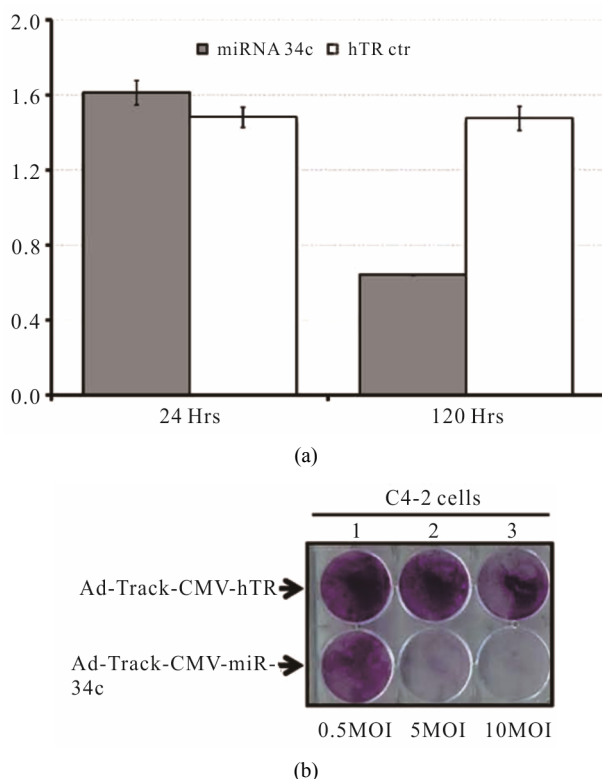 2.0
miRNA 34c hTR ctr
1.6
1.2
0.8
0.4
0.0
24 Hrs 120 Hrs
(a)
C4-2 cells
1 2 3
Ad-Track-CMV-hTR
Ad-Track-CMV-miR-
34c
0.5MOI 5MOI 10MOI
(b)